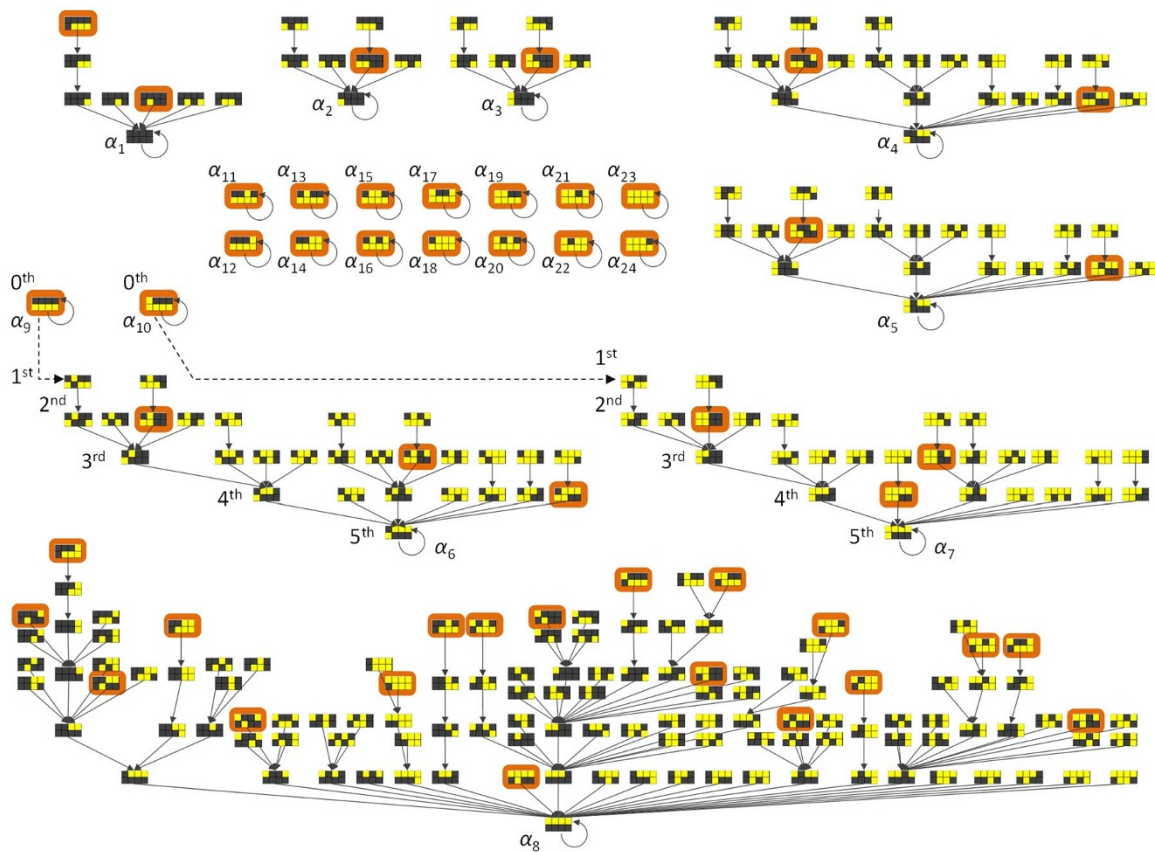 α1
α2
α3
α4
α11 α13 α15 α17 α19 α21 α23
α12 α14 α16 α18 α20 α22 α24
α5
0th 0th
α9 α10
1st 1st
2nd 2nd
3rd 3rd
4th 4th
5th α6 5th α7
α8